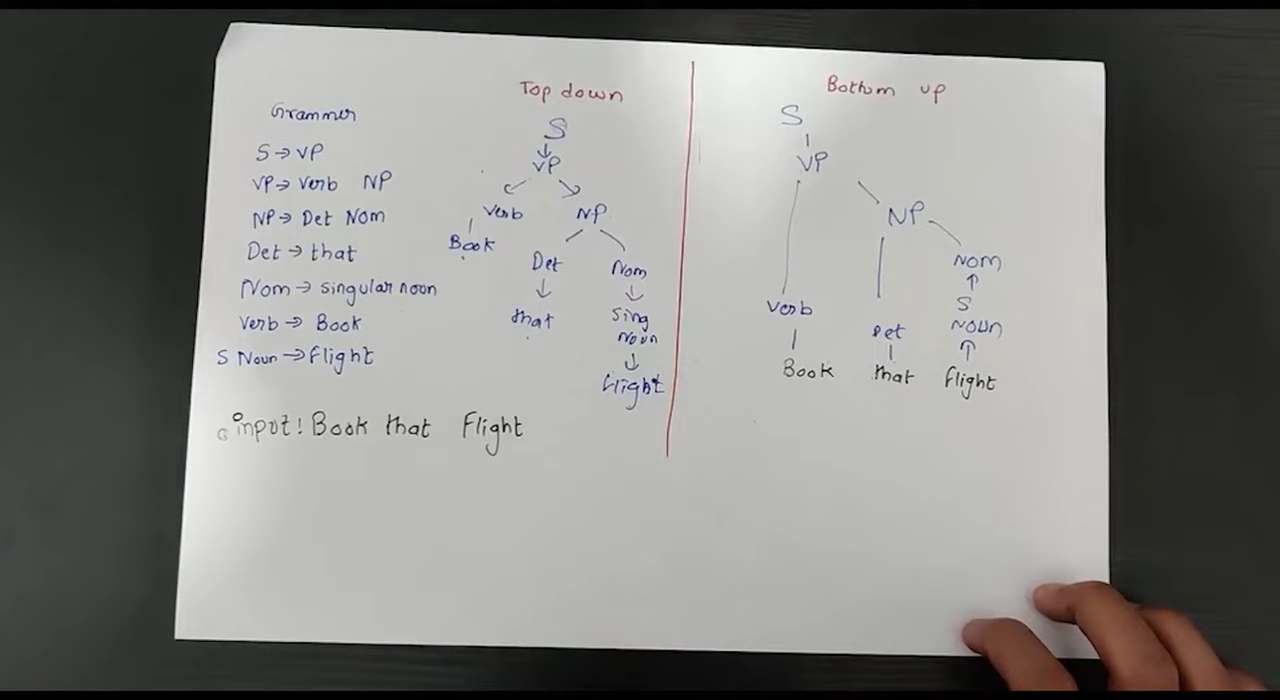 Grammer
S → VP
VP → Verb NP
NP → Det Nom
Det → that
Nom → singular noun
Verb → Book
S Noun → Flight
input! Book that Flight
Top down
S
VP
Verb NP
Book
Det Nom
that Sing
Noun
Flight
Bottom up
S
VP
NP
Nom
S
Verb Noun
Det
Book that flight